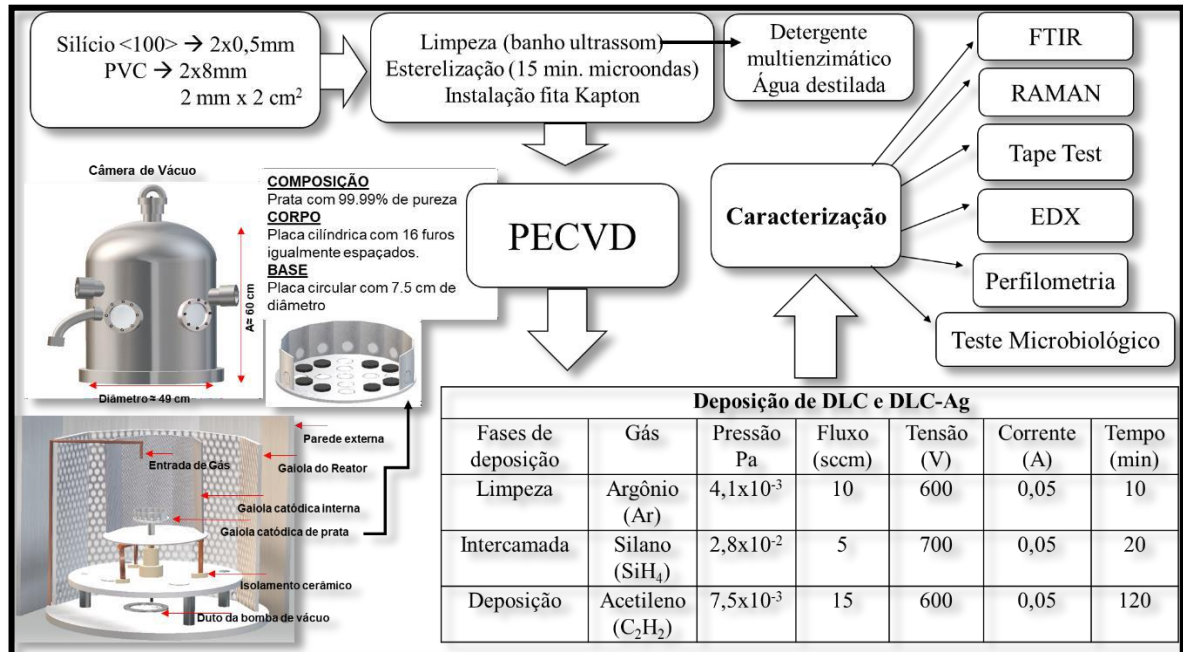 Silício <100> → 2x0,5mm
PVC → 2x8mm
2 mm x 2 cm²
Limpeza (banho ultrassom)
Esterelização (15 min. microondas)
Instalação fita Kapton
Detergente
multienzimático
Água destilada
FTIR
RAMAN
Tape Test
EDX
Perfilometria
Teste Microbiológico
Caracterização
PECVD
Câmera de Vácuo
A≈ 60 cm
Diâmetro ≈ 49 cm
COMPOSIÇÃO
Prata com 99.99% de pureza
CORPO
Placa cilíndrica com 16 furos
igualmente espaçados.
BASE
Placa circular com 7.5 cm de
diâmetro
Parede externa
Entrada de Gás
Gaiola do Reator
Gaiola catódica interna
Gaiola catódica de prata
Isolamento cerâmico
Duto da bomba de vácuo
Deposição de DLC e DLC-Ag
Fases de deposição Gás Pressão Pa Fluxo (sccm) Tensão (V) Corrente (A) Tempo (min)
Limpeza Argônio (Ar) 4,1x10⁻³ 10 600 0,05 10
Intercamada Silano (SiH₄) 2,8x10⁻² 5 700 0,05 20
Deposição Acetileno (C₂H₂) 7,5x10⁻³ 15 600 0,05 120